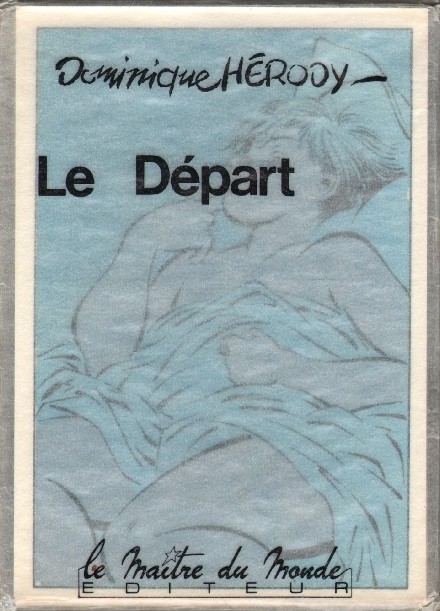 Dominique HÉRODY
Le Départ
le Maître du Monde
EDITEUR